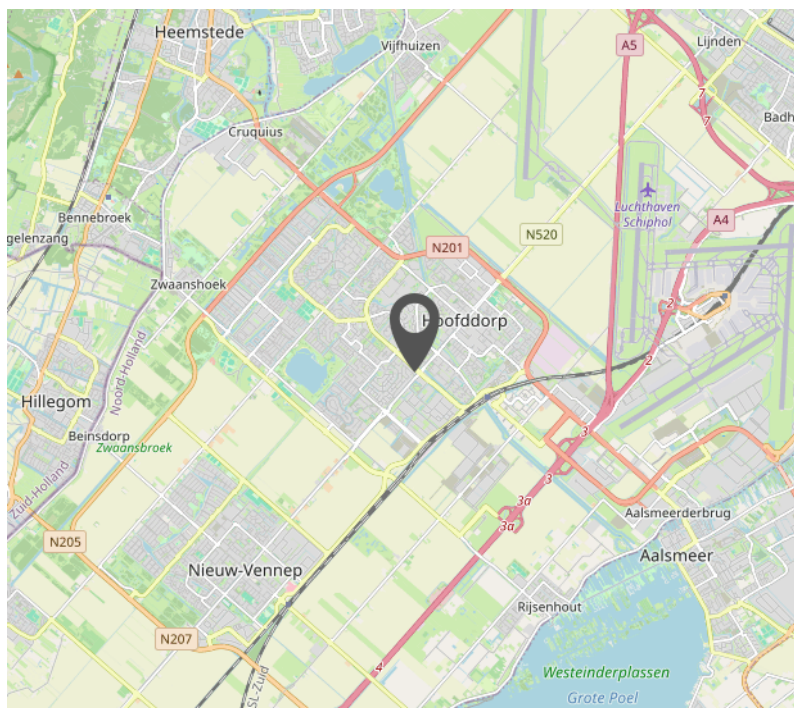 Heemstede
Vijfhuizen
A5
Lijnden
7
7
Badh
Cruquius
Bennebroek
Luchthaven
Schiphol
A4
gelenzang
N520
N201
Zwaanshoek
2
Hoofddorp
2
Noord-Holland
Hillegom
Beinsdorp
Zwaansbroek
3
3
Zuid-Holland
3a
3a
Aalsmeerderbrug
N205
Aalsmeer
Nieuw-Vennep
Rijsenhout
N207
4
Westeinderplassen
SL-Zuid
Grote Poel